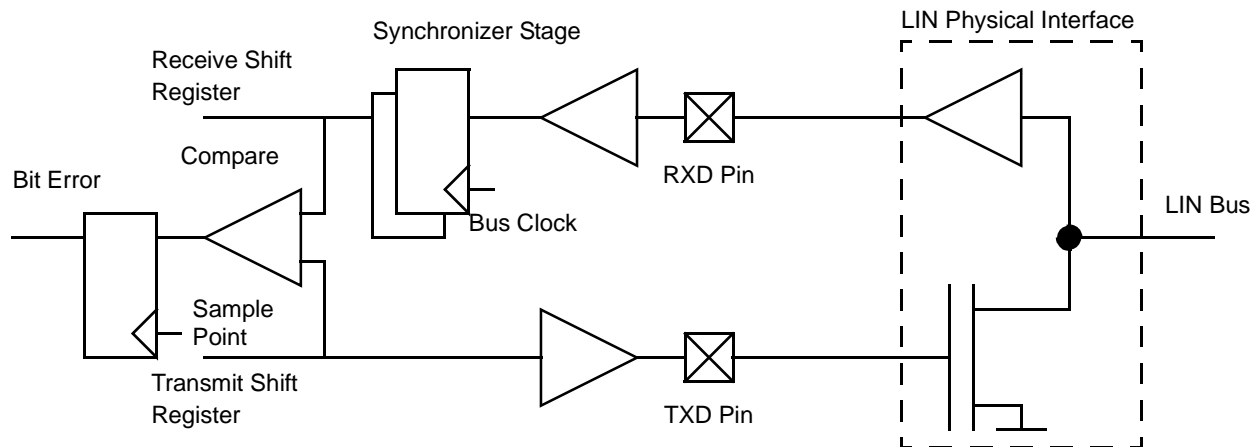 LIN Physical Interface
Synchronizer Stage
Receive Shift
Register
Compare
RXD Pin
Bit Error
LIN Bus
Bus Clock
Sample
Point
Transmit Shift
Register
TXD Pin